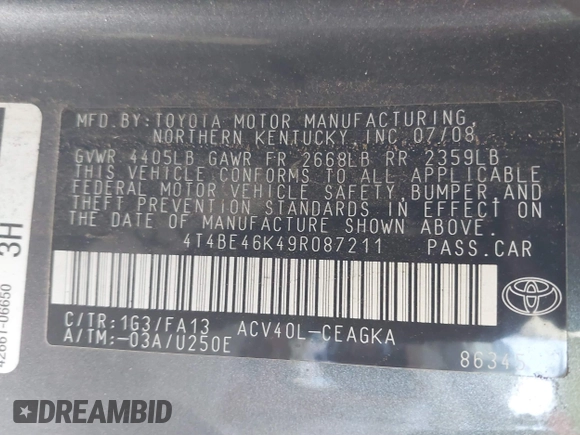 MFD.BY:TOYOTA MOTOR MANUFACTURING,
NORTHERN KENTUCKY, INC 07/08
GVWR 4405LB GAWR FR 2668LB RR 2359LB
THIS VEHICLE CONFORMS TO ALL APPLICABLE
FEDERAL MOTOR VEHICLE SAFETY, BUMPER AND
THEFT PREVENTION STANDARDS IN EFFECT ON
THE DATE OF MANUFACTURE SHOWN ABOVE.
4T4BE46K49R087211 PASS.CAR
C/TR:1G3/FA13 ACV40L-CEAGKA
A/TM:-03A/U250E
3H
42661-06650
DREAMBID